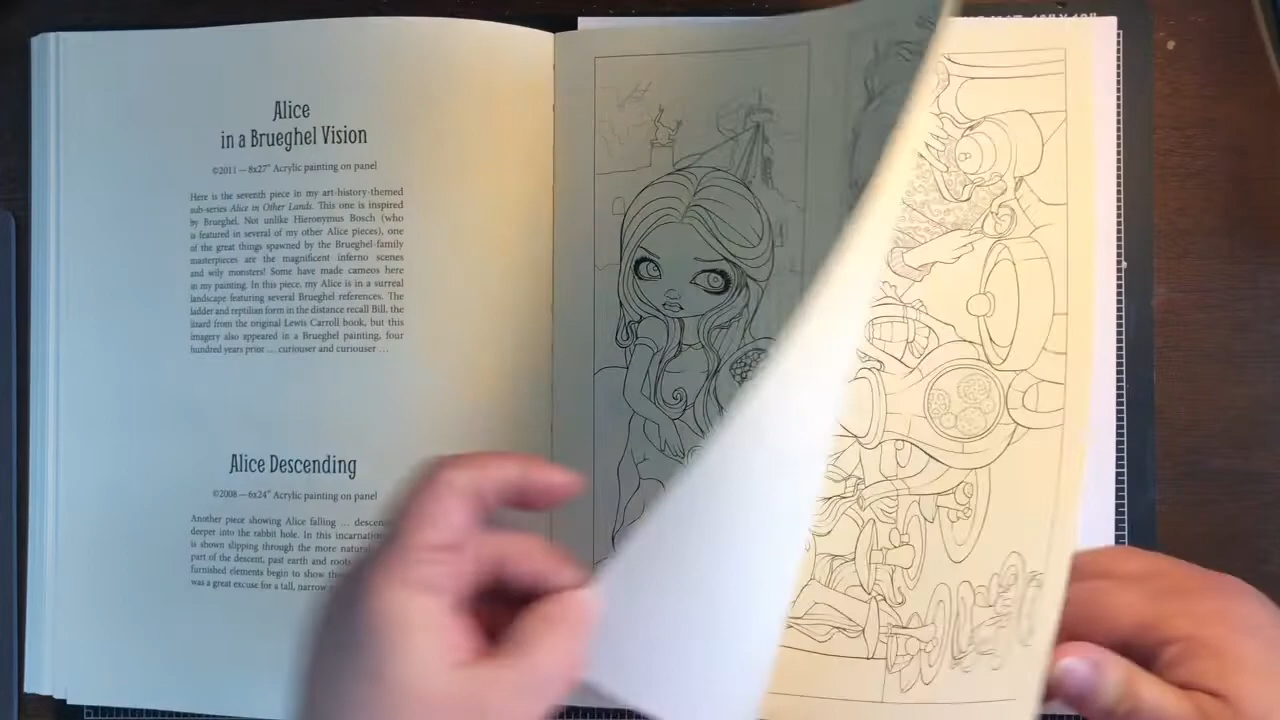 Alice
in a Brueghel Vision
©2011 — 8x27" Acrylic painting on panel
Here is the seventh piece in my art-history-themed
sub-series Alice in Other Lands. This one is inspired
by Brueghel. Not unlike Hieronymus Bosch (who
is featured in several of my other Alice pieces), one
of the great things spawned by the Brueghel family
masterpieces are the magnificent inferno scenes
and wily monsters! Some have made cameos here
in my painting. In this piece, my Alice is in a surreal
landscape featuring several Brueghel references. The
ladder and reptilian form in the distance recall Bill, the
lizard from the original Lewis Carroll book, but this
imagery also appeared in a Brueghel painting, four
hundred years prior … curiouser and curiouser …
Alice Descending
©2008 — 6x24" Acrylic painting on panel
Another piece showing Alice falling … descen
deeper into the rabbit hole. In this incarnation
is shown slipping through the more natural
part of the descent, past earth and roots
furnished elements begin to show th
was a great excuse for a tall, narrow